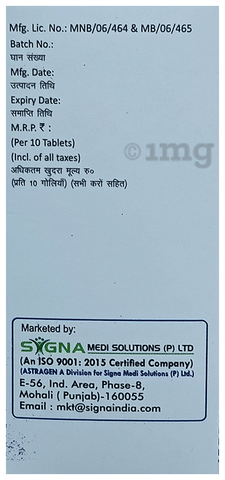 Mfg. Lic. No.: MNB/06/464 & MB/06/465
Batch No.:
घान संख्या
Mfg. Date:
उत्पादन तिथि
Expiry Date:
समाप्ति तिथि
M.R.P. ₹ :
(Per 10 Tablets)
(Incl. of all taxes)
अधिकतम खुदरा मूल्य रु०
(प्रति 10 गोलियाँ) (सभी करों सहित)
©1mg
Marketed by:
SIGNA MEDI SOLUTIONS (P) LTD
(An ISO 9001: 2015 Certified Company)
(ASTRAGEN A Division for Signa Medi Solutions (P) Ltd.)
E-56, Ind. Area, Phase-8,
Mohali ( Punjab)-160055
Email : mkt@signaindia.com